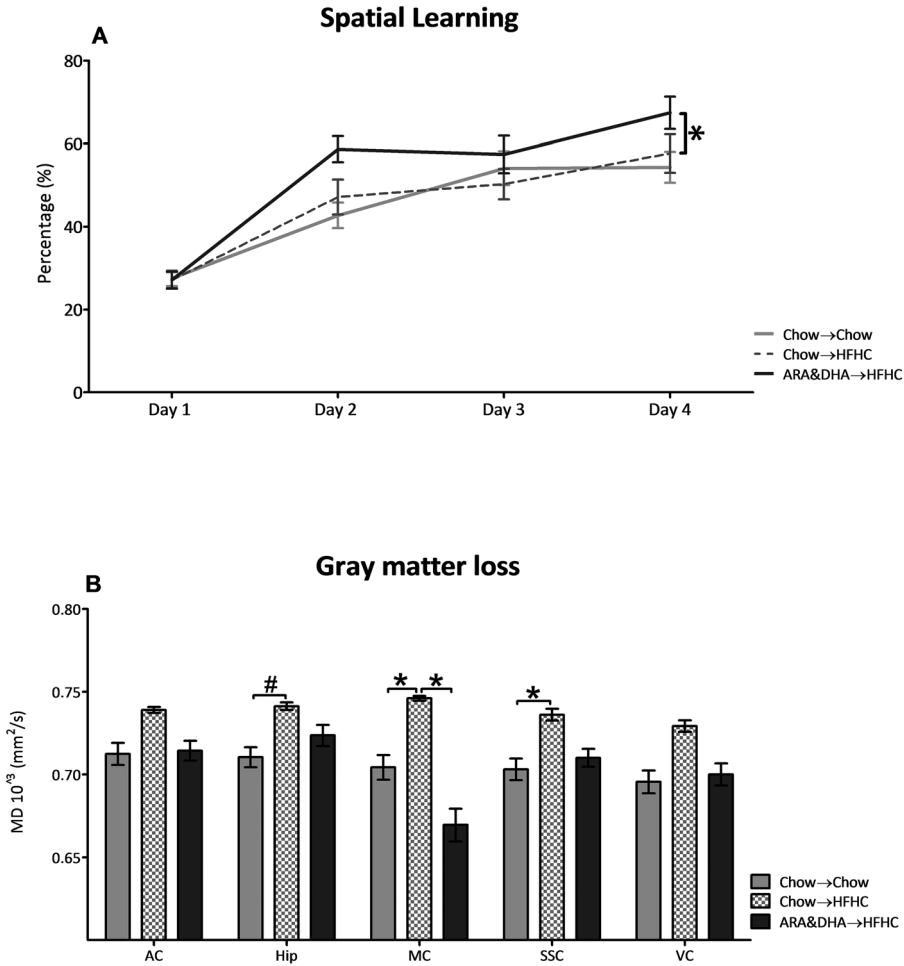 Spatial Learning
A
80
60
40
20
0
Percentage (%)
*
Day 1 Day 2 Day 3 Day 4
Chow→Chow
Chow→HFHC
ARA&DHA→HFHC
Gray matter loss
B
0.80
0.75
0.70
0.65
MD 10^3 (mm²/s)
# * * *
AC Hip MC SSC VC
Chow→Chow
Chow→HFHC
ARA&DHA→HFHC